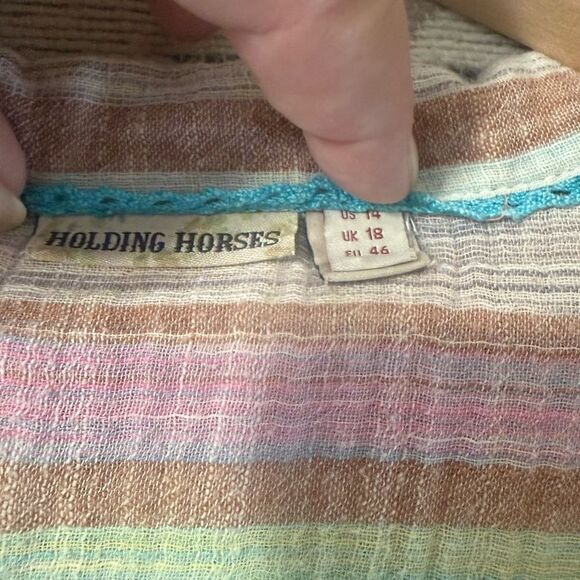 HOLDING HORSES
US 14
UK 18
EU 46